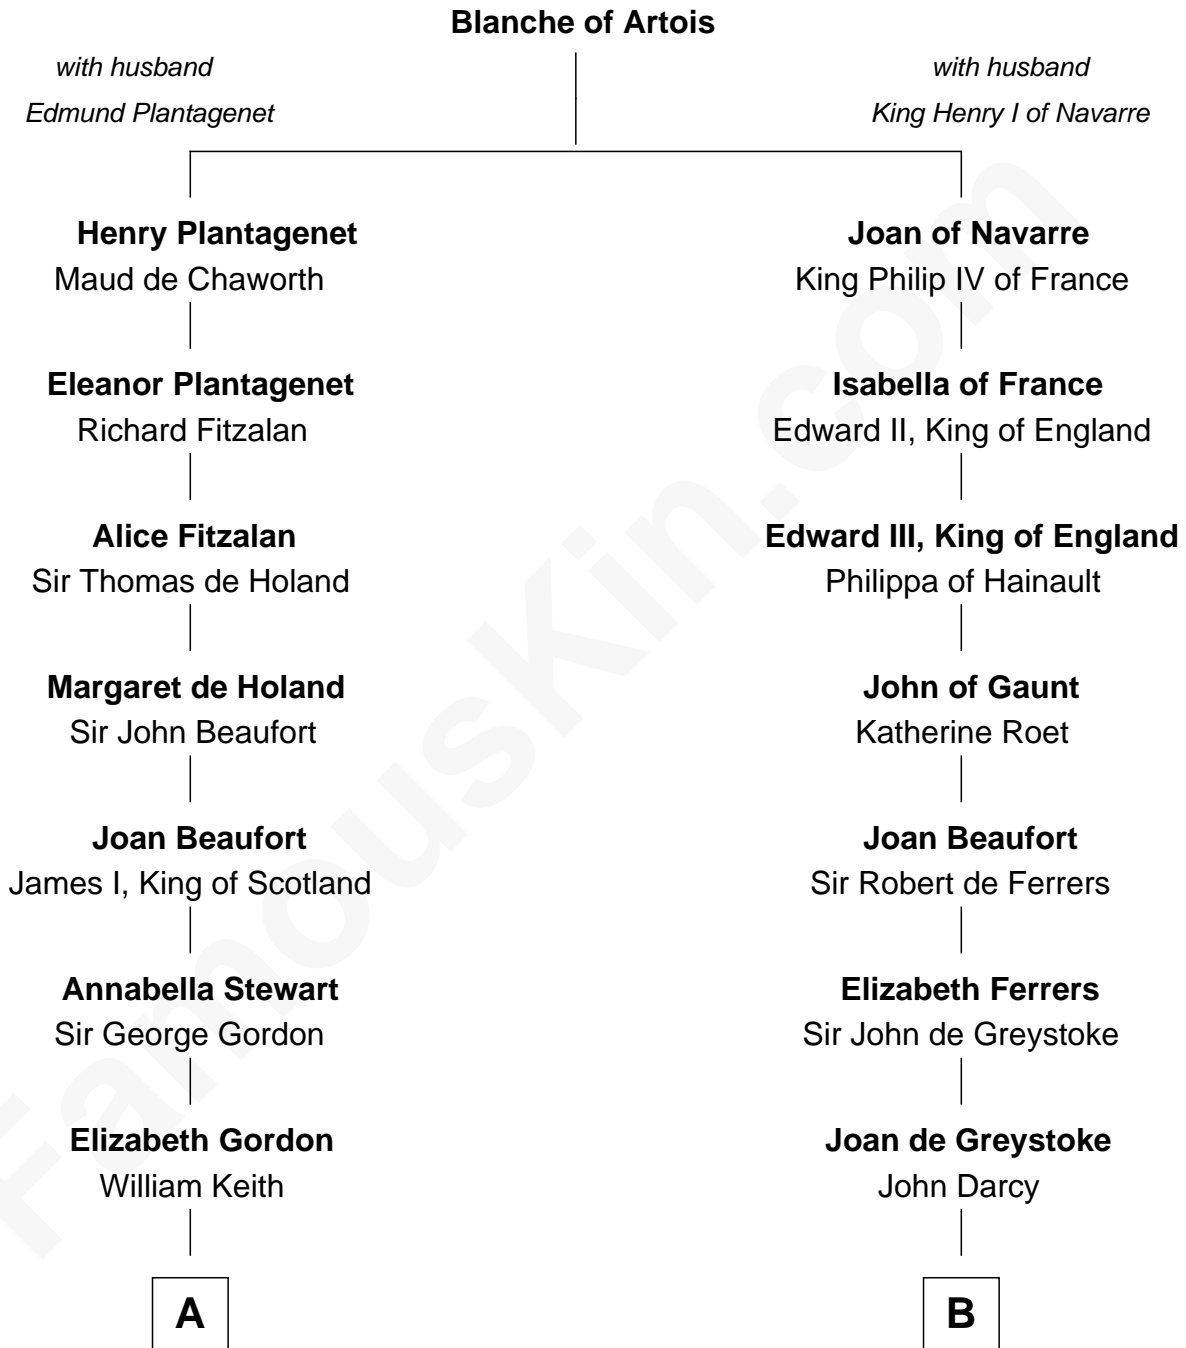 Blanche of Artois
with husband
Edmund Plantagenet
with husband
King Henry I of Navarre
Henry Plantagenet
Maud de Chaworth
Joan of Navarre
King Philip IV of France
Eleanor Plantagenet
Richard Fitzalan
Isabella of France
Edward II, King of England
Alice Fitzalan
Sir Thomas de Holand
Edward III, King of England
Philippa of Hainault
Margaret de Holand
Sir John Beaufort
John of Gaunt
Katherine Roet
Joan Beaufort
James I, King of Scotland
Joan Beaufort
Sir Robert de Ferrers
Annabella Stewart
Sir George Gordon
Elizabeth Ferrers
Sir John de Greystoke
Elizabeth Gordon
William Keith
Joan de Greystoke
John Darcy
A
B
FamousKin.com